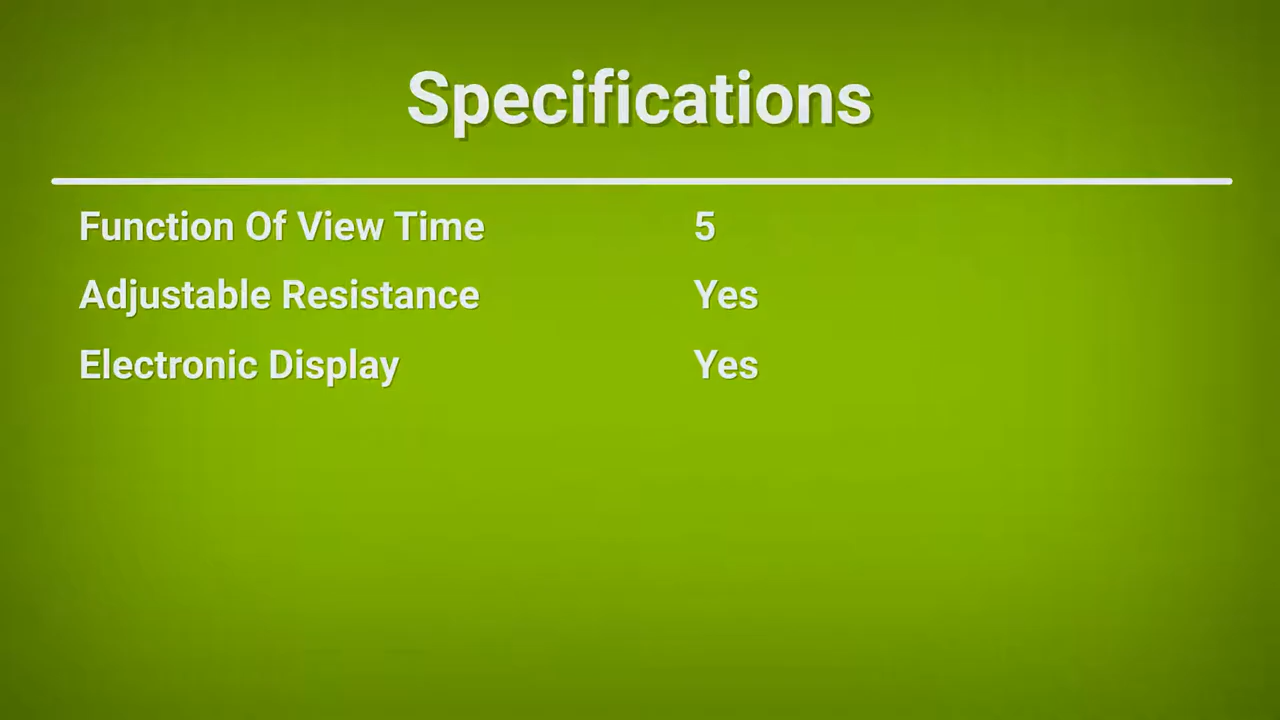 Specifications
Function Of View Time 5
Adjustable Resistance Yes
Electronic Display Yes